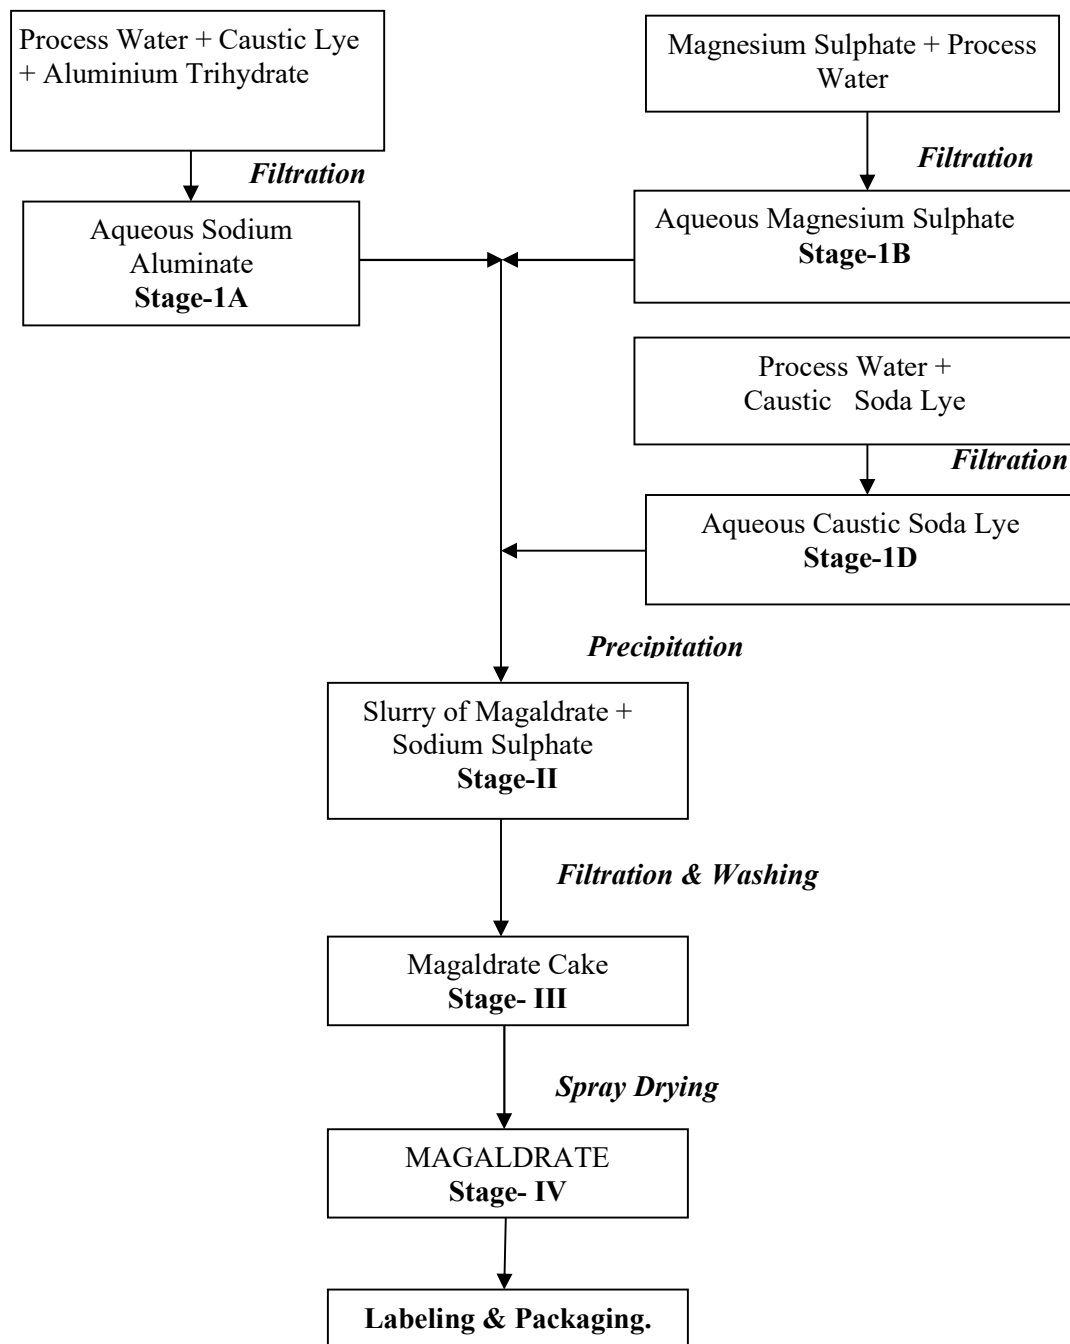 Process Water + Caustic Lye
+ Aluminium Trihydrate
Magnesium Sulphate + Process
Water
Filtration
Filtration
Aqueous Sodium
Aluminate
Stage-1A
Aqueous Magnesium Sulphate
Stage-1B
Process Water +
Caustic Soda Lye
Filtration
Aqueous Caustic Soda Lye
Stage-1D
Precipitation
Slurry of Magaldrate +
Sodium Sulphate
Stage-II
Filtration & Washing
Magaldrate Cake
Stage- III
Spray Drying
MAGALDRATE
Stage- IV
Labeling & Packaging.